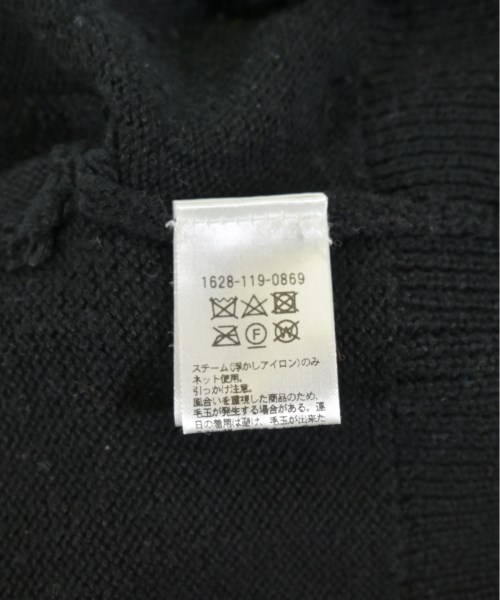 1628-119-0869
F W
スチーム(浮かしアイロン)のみ
ネット使用。
引っかけ注意。
風合いを重視した商品のため、
毛玉が発生する場合がある。連
日の着用は避け、毛玉が出来た